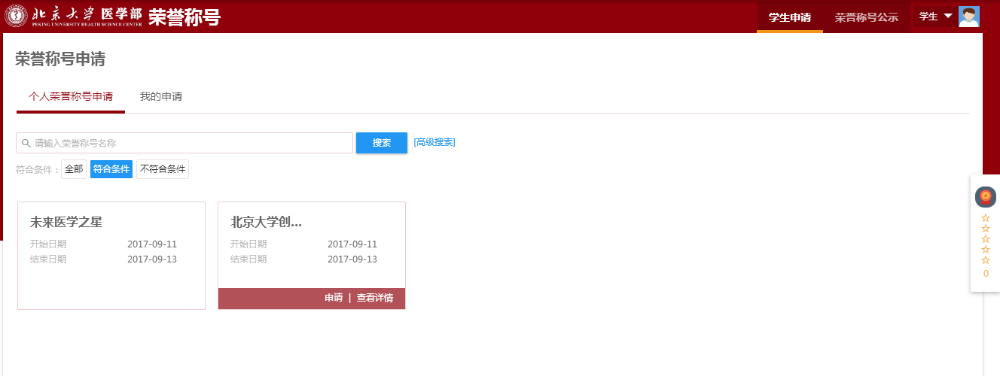 北京大学 医学部 荣誉称号
PEKING UNIVERSITY HEALTH SCIENCE CENTER
学生申请 荣誉称号公示 学生
荣誉称号申请
个人荣誉称号申请 我的申请
请输入荣誉称号名称 搜索 [高级搜索]
符合条件： 全部 符合条件 不符合条件
未来医学之星
开始日期 2017-09-11
结束日期 2017-09-13
北京大学创...
开始日期 2017-09-11
结束日期 2017-09-13
申请 | 查看详情
0